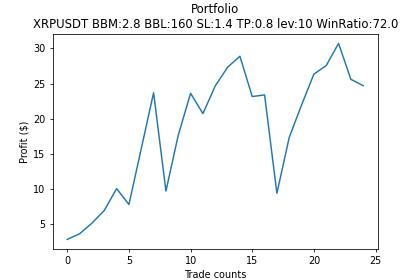 Portfolio
XRPUSDT BBM:2.8 BBL:160 SL:1.4 TP:0.8 lev:10 WinRatio:72.0
30
25
20
15
10
5
Profit ($)
0 5 10 15 20 25
Trade counts